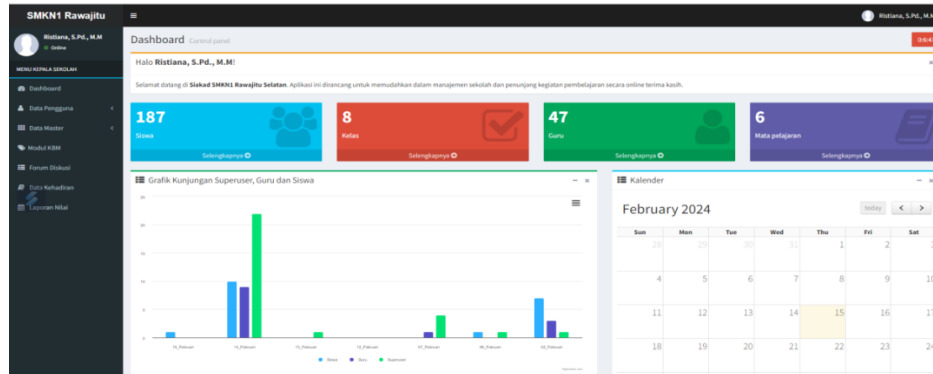 SMKN1 Rawajitu
Ristiana, S.Pd., M.M
Ristiana, S.Pd., M.M
Online
Dashboard Control panel
MENU KEPALA SEKOLAH
Halo Ristiana, S.Pd., M.M!
Dashboard
Selamat datang di Siakad SMKN1 Rawajitu Selatan. Aplikasi ini dirancang untuk memudahkan dalam manajemen sekolah dan penunjang kegiatan pembelajaran secara online terima kasih.
Data Pengguna
Data Master
Modul KBM
Forum Diskusi
Data Kehadiran
Laporan Nilai
187
Siswa
Selengkapnya
8
Kelas
Selengkapnya
47
Guru
Selengkapnya
6
Mata pelajaran
Selengkapnya
Grafik Kunjungan Superuser, Guru dan Siswa
Siswa Guru Superuser
Kalender
February 2024
today < >
Sun Mon Tue Wed Thu Fri Sat
28 29 30 31 1 2
4 5 6 7 8 9 10
11 12 13 14 15 16 17
18 19 20 21 22 23 24